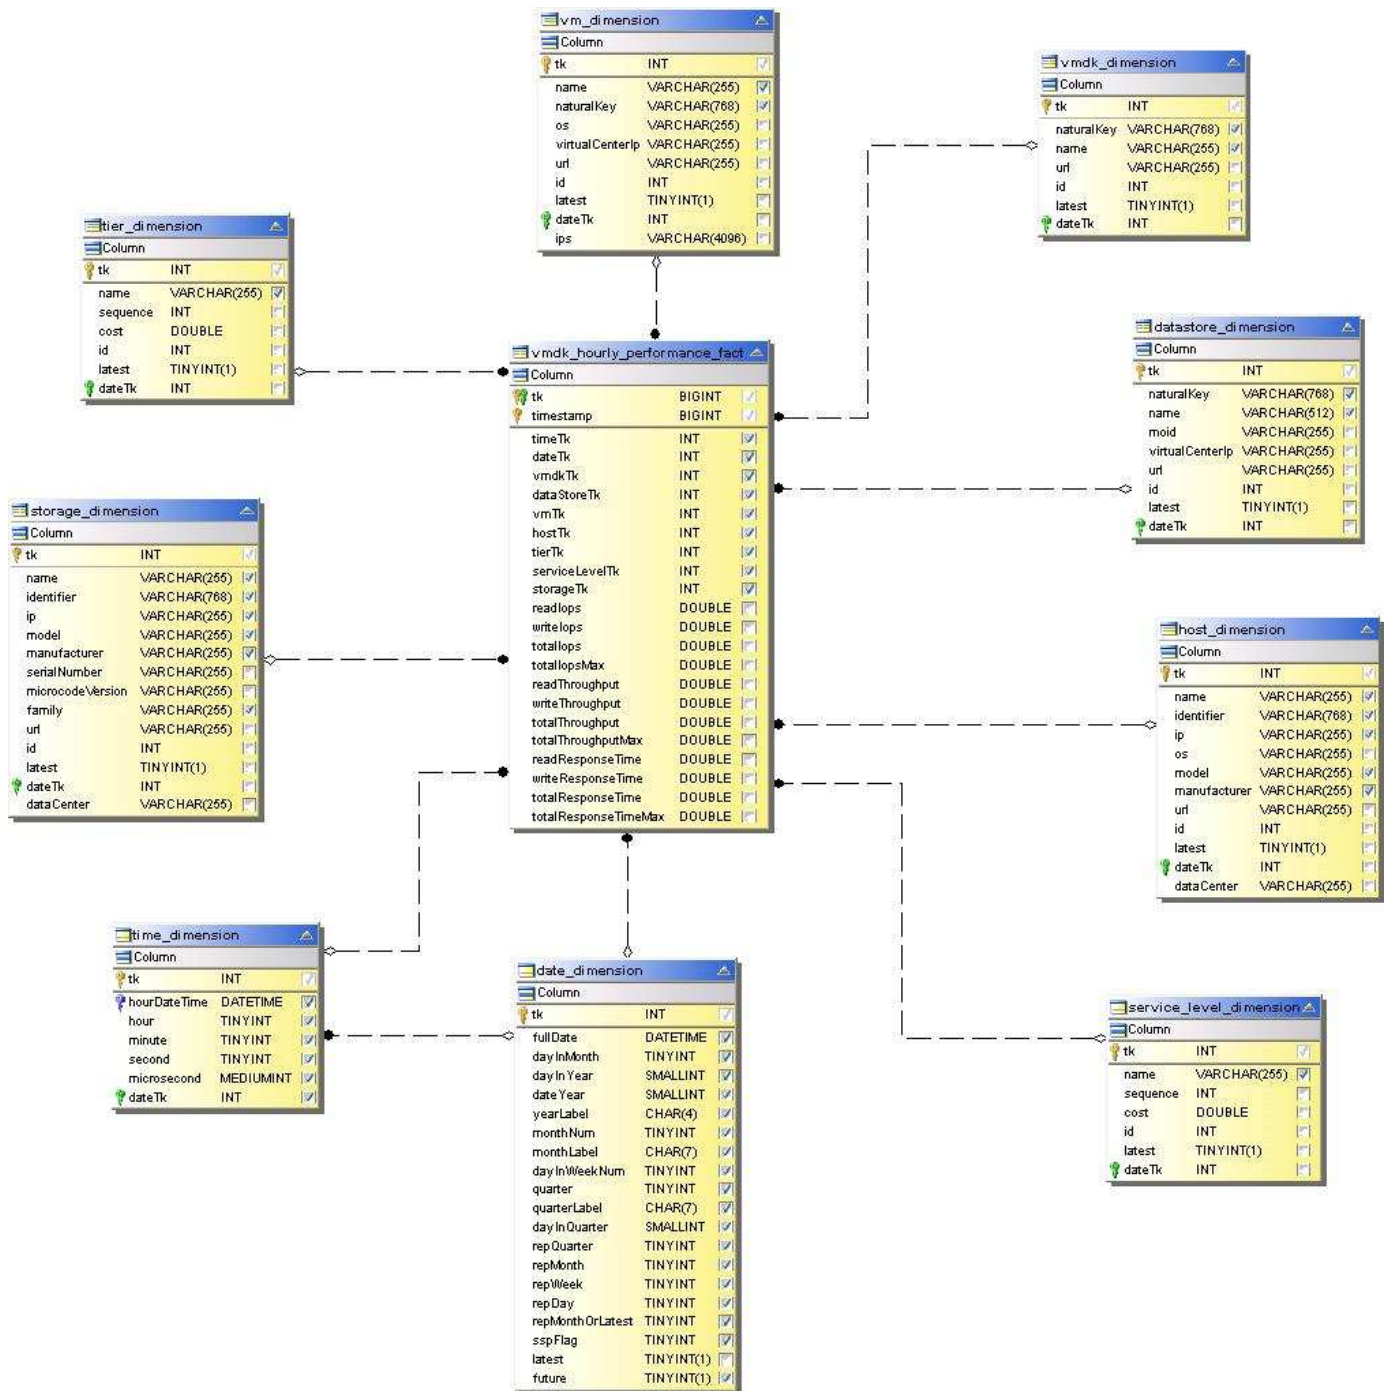 vm_dimension
Column
tk INT
name VARCHAR(255)
naturalKey VARCHAR(768)
os VARCHAR(255)
virtualCenterIp VARCHAR(255)
url VARCHAR(255)
id INT
latest TINYINT(1)
dateTk INT
ips VARCHAR(4096)
vmdk_dimension
Column
tk INT
naturalKey VARCHAR(768)
name VARCHAR(255)
url VARCHAR(255)
id INT
latest TINYINT(1)
dateTk INT
tier_dimension
Column
tk INT
name VARCHAR(255)
sequence INT
cost DOUBLE
id INT
latest TINYINT(1)
dateTk INT
datastore_dimension
Column
tk INT
naturalKey VARCHAR(768)
name VARCHAR(512)
moid VARCHAR(255)
virtualCenterIp VARCHAR(255)
url VARCHAR(255)
id INT
latest TINYINT(1)
dateTk INT
vmdk_hourly_performance_fact
Column
tk BIGINT
timestamp BIGINT
timeTk INT
dateTk INT
vmdkTk INT
dataStoreTk INT
vmTk INT
hostTk INT
tierTk INT
serviceLevelTk INT
storageTk INT
readIops DOUBLE
writeIops DOUBLE
totalIops DOUBLE
totalIopsMax DOUBLE
readThroughput DOUBLE
writeThroughput DOUBLE
totalThroughput DOUBLE
totalThroughputMax DOUBLE
readResponseTime DOUBLE
writeResponseTime DOUBLE
totalResponseTime DOUBLE
totalResponseTimeMax DOUBLE
storage_dimension
Column
tk INT
name VARCHAR(255)
identifier VARCHAR(768)
ip VARCHAR(255)
model VARCHAR(255)
manufacturer VARCHAR(255)
serialNumber VARCHAR(255)
microcodeVersion VARCHAR(255)
family VARCHAR(255)
url VARCHAR(255)
id INT
latest TINYINT(1)
dateTk INT
dataCenter VARCHAR(255)
host_dimension
Column
tk INT
name VARCHAR(255)
identifier VARCHAR(768)
ip VARCHAR(255)
os VARCHAR(255)
model VARCHAR(255)
manufacturer VARCHAR(255)
url VARCHAR(255)
id INT
latest TINYINT(1)
dateTk INT
dataCenter VARCHAR(255)
time_dimension
Column
tk INT
hourDateTime DATETIME
hour TINYINT
minute TINYINT
second TINYINT
microsecond MEDIUMINT
dateTk INT
date_dimension
Column
tk INT
fullDate DATETIME
dayInMonth TINYINT
dayInYear SMALLINT
dateYear SMALLINT
yearLabel CHAR(4)
monthNum TINYINT
monthLabel CHAR(7)
dayInWeekNum TINYINT
quarter TINYINT
quarterLabel CHAR(7)
dayInQuarter SMALLINT
repQuarter TINYINT
repMonth TINYINT
repWeek TINYINT
repDay TINYINT
repMonthOrLatest TINYINT
sspFlag TINYINT
latest TINYINT(1)
future TINYINT(1)
service_level_dimension
Column
tk INT
name VARCHAR(255)
sequence INT
cost DOUBLE
id INT
latest TINYINT(1)
dateTk INT